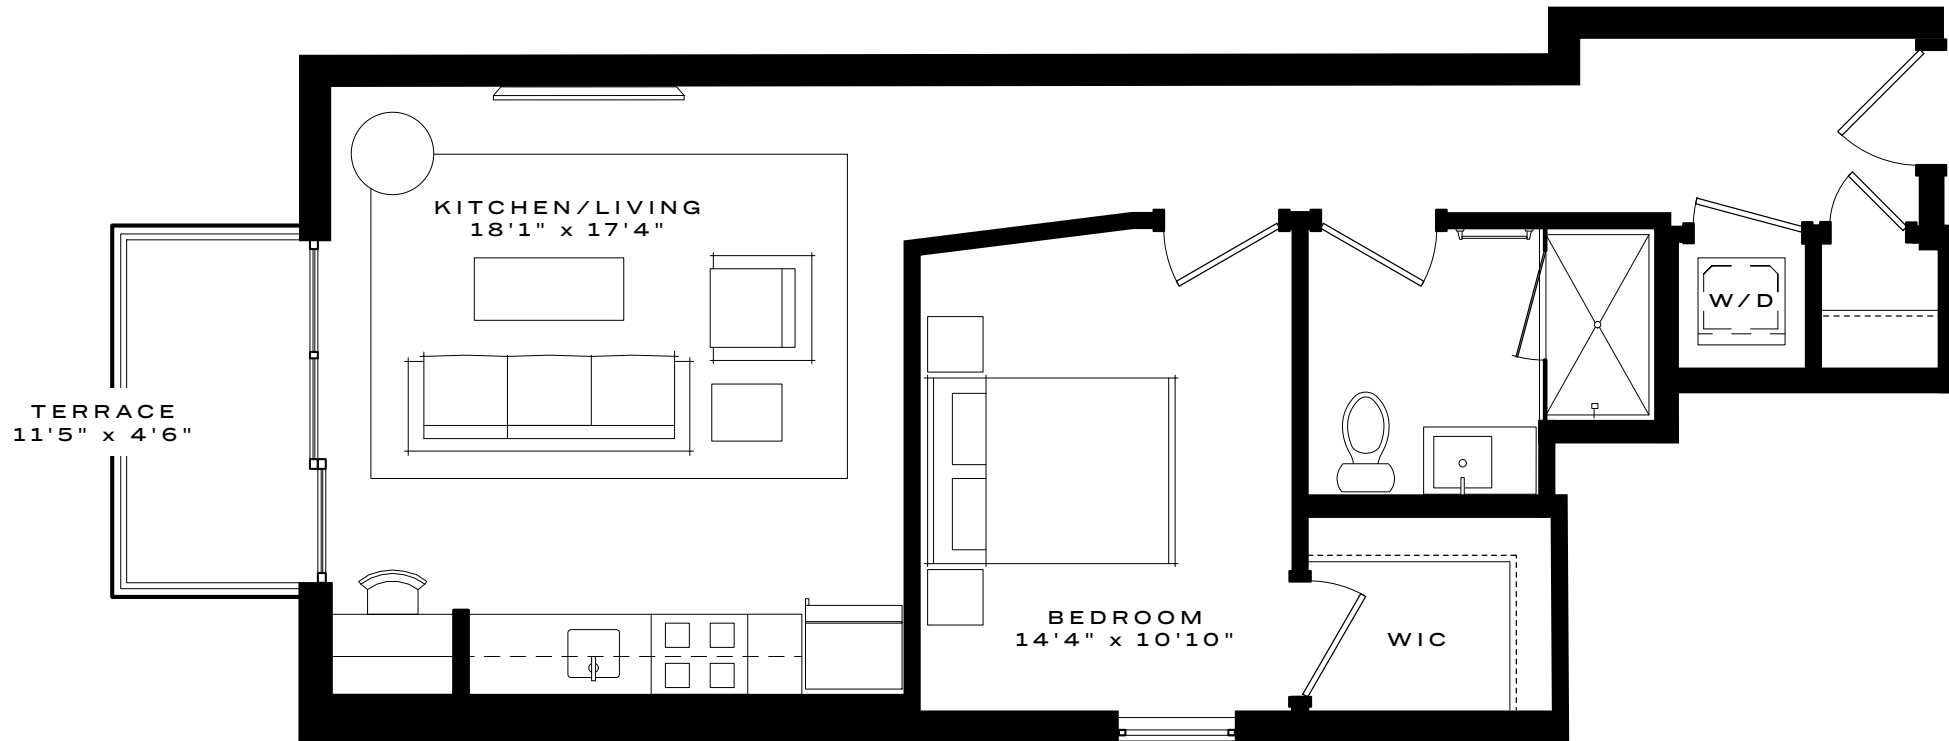 KITCHEN/LIVING
18'1" x 17'4"
TERRACE
11'5" x 4'6"
W/D
BEDROOM
14'4" x 10'10"
WIC